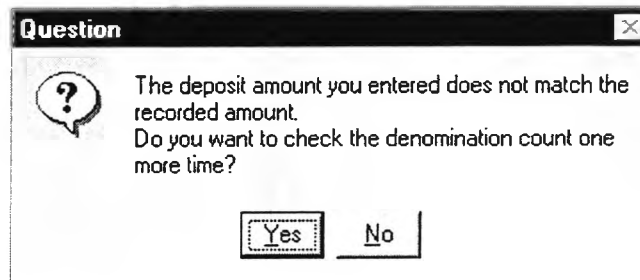 Question
The deposit amount you entered does not match the
recorded amount.
Do you want to check the denomination count one
more time?
Yes No